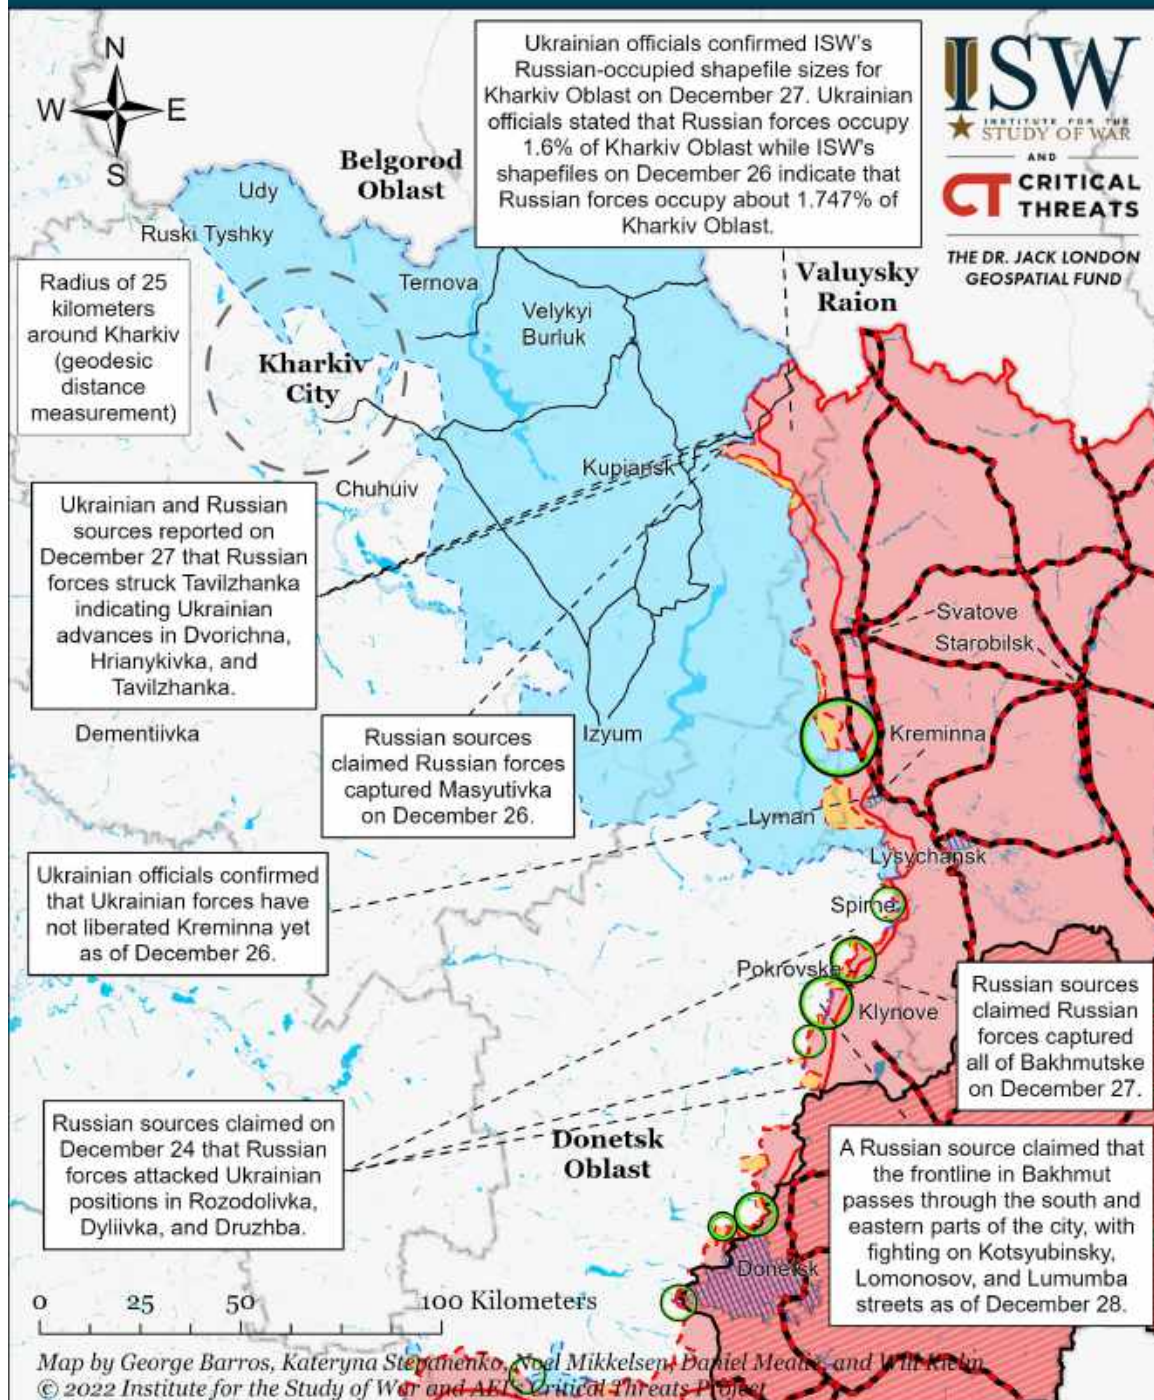 N
W E
S
Ukrainian officials confirmed ISW's
Russian-occupied shapefile sizes for
Kharkiv Oblast on December 27. Ukrainian
officials stated that Russian forces occupy
1.6% of Kharkiv Oblast while ISW's
shapefiles on December 26 indicate that
Russian forces occupy about 1.747% of
Kharkiv Oblast.
ISW
INSTITUTE FOR THE
STUDY OF WAR
AND
CT CRITICAL
THREATS
THE DR. JACK LONDON
GEOSPATIAL FUND
Belgorod
Oblast
Udy
Ruski Tyshky
Ternova
Velykyi
Burluk
Valuysky
Raion
Radius of 25
kilometers
around Kharkiv
(geodesic
distance
measurement)
Kharkiv
City
Kupiansk
Chuhuiv
Ukrainian and Russian
sources reported on
December 27 that Russian
forces struck Tavilzhanka
indicating Ukrainian
advances in Dvorichna,
Hrianykivka, and
Tavilzhanka.
Svatove
Starobilsk
Dementiivka
Russian sources
claimed Russian forces
captured Masyutivka
on December 26.
Izyum
Kreminna
Lyman
Lysychansk
Ukrainian officials confirmed
that Ukrainian forces have
not liberated Kreminna yet
as of December 26.
Spirne
Pokrovske
Klynove
Russian sources
claimed Russian
forces captured
all of Bakhmutske
on December 27.
Russian sources claimed on
December 24 that Russian
forces attacked Ukrainian
positions in Rozodolivka,
Dyliivka, and Druzhba.
Donetsk
Oblast
A Russian source claimed that
the frontline in Bakhmut
passes through the south and
eastern parts of the city, with
fighting on Kotsyubinsky,
Lomonosov, and Lumumba
streets as of December 28.
Donetsk
0 25 50 100 Kilometers
Map by George Barros, Kateryna Stepanenko, Noel Mikkelsen, Daniel Mealie, and Will Kielm
© 2022 Institute for the Study of War and AEI's Critical Threats Project